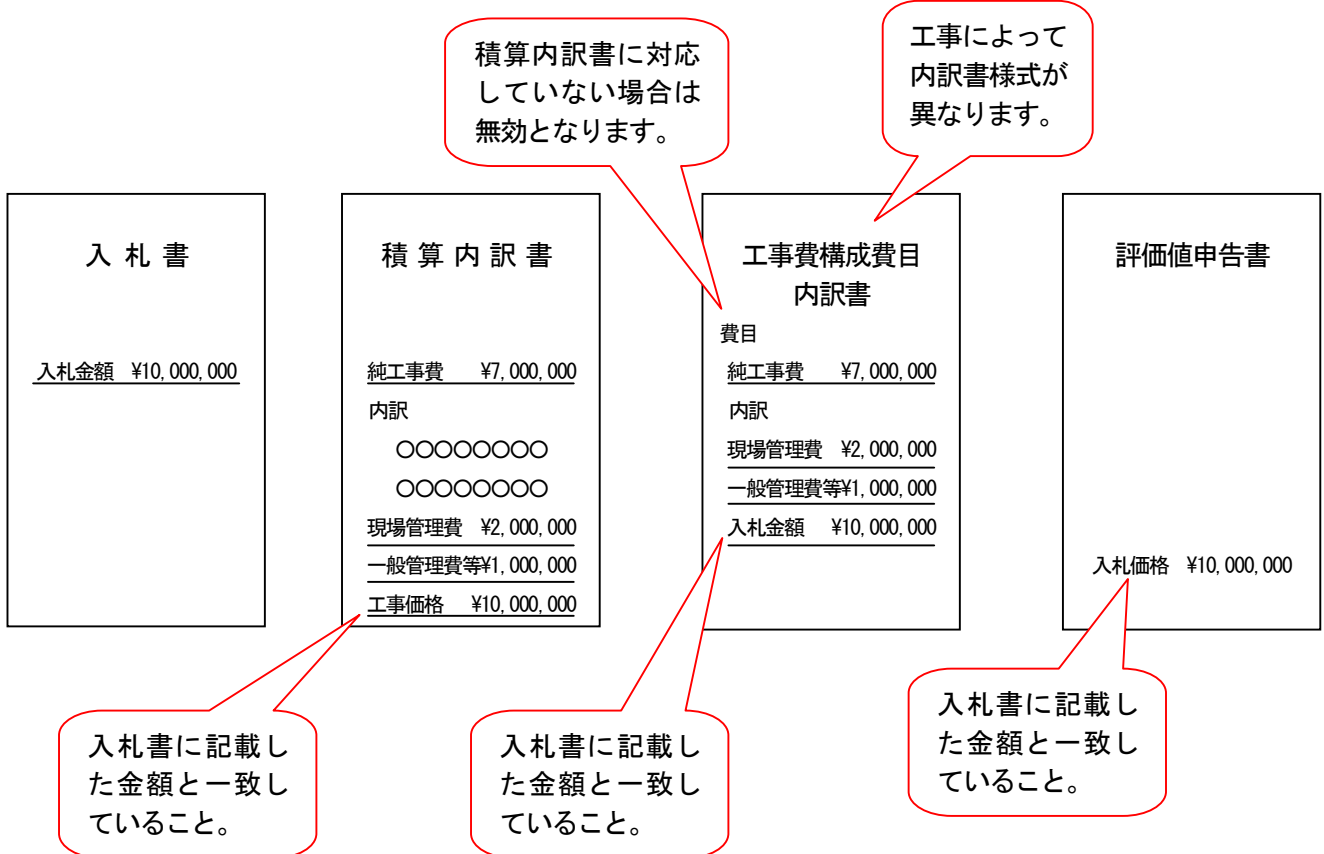 積算内訳書に対応
していない場合は
無効となります。
工事によって
内訳書様式が
異なります。
入札書
入札金額 ¥10,000,000
積算内訳書
純工事費 ¥7,000,000
内訳
○○○○○○○○
○○○○○○○○
現場管理費 ¥2,000,000
一般管理費等¥1,000,000
工事価格 ¥10,000,000
工事費構成費目
内訳書
費目
純工事費 ¥7,000,000
内訳
現場管理費 ¥2,000,000
一般管理費等¥1,000,000
入札金額 ¥10,000,000
評価値申告書
入札価格 ¥10,000,000
入札書に記載し
た金額と一致し
ていること。
入札書に記載し
た金額と一致し
ていること。
入札書に記載し
た金額と一致し
ていること。